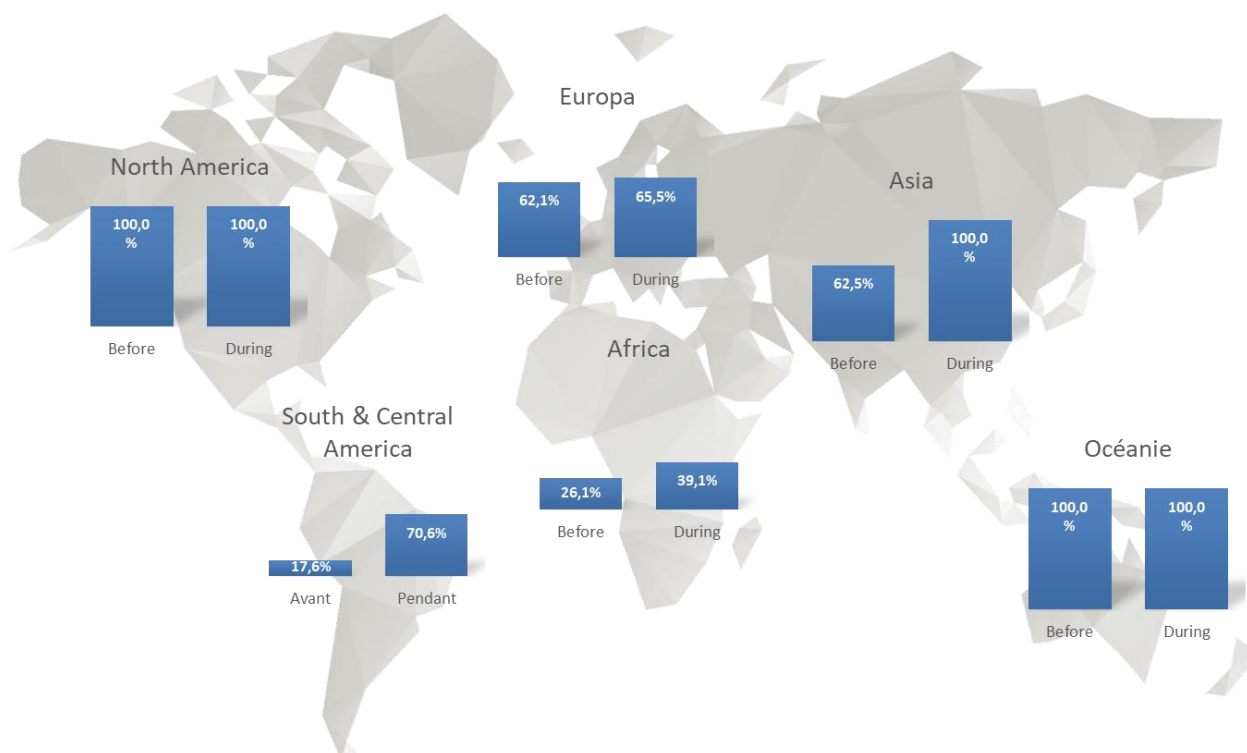 Europa
62,1%
65,5%
Before
During
North America
100,0
%
100,0
%
Before
During
Asia
62,5%
100,0
%
Before
During
Africa
26,1%
39,1%
Before
During
South & Central
America
17,6%
70,6%
Avant
Pendant
Océanie
100,0
%
100,0
%
Before
During